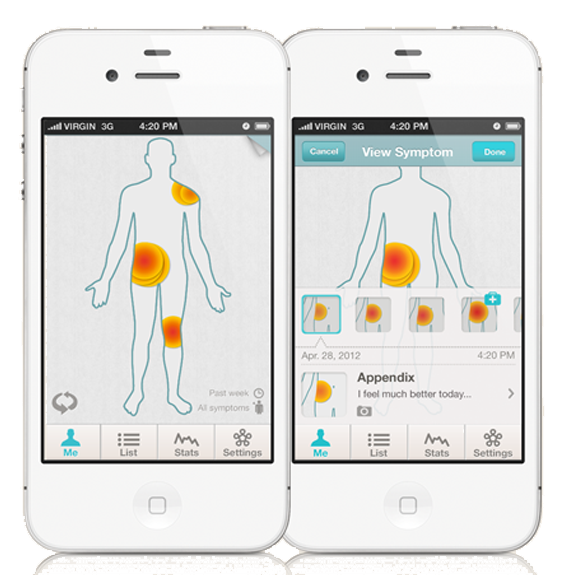 VIRGIN 3G 4:20 PM
Past week
All symptoms
Me List Stats Settings
VIRGIN 3G 4:20 PM
Cancel View Symptom Done
Apr. 28, 2012 4:20 PM
Appendix
I feel much better today...
Me List Stats Settings